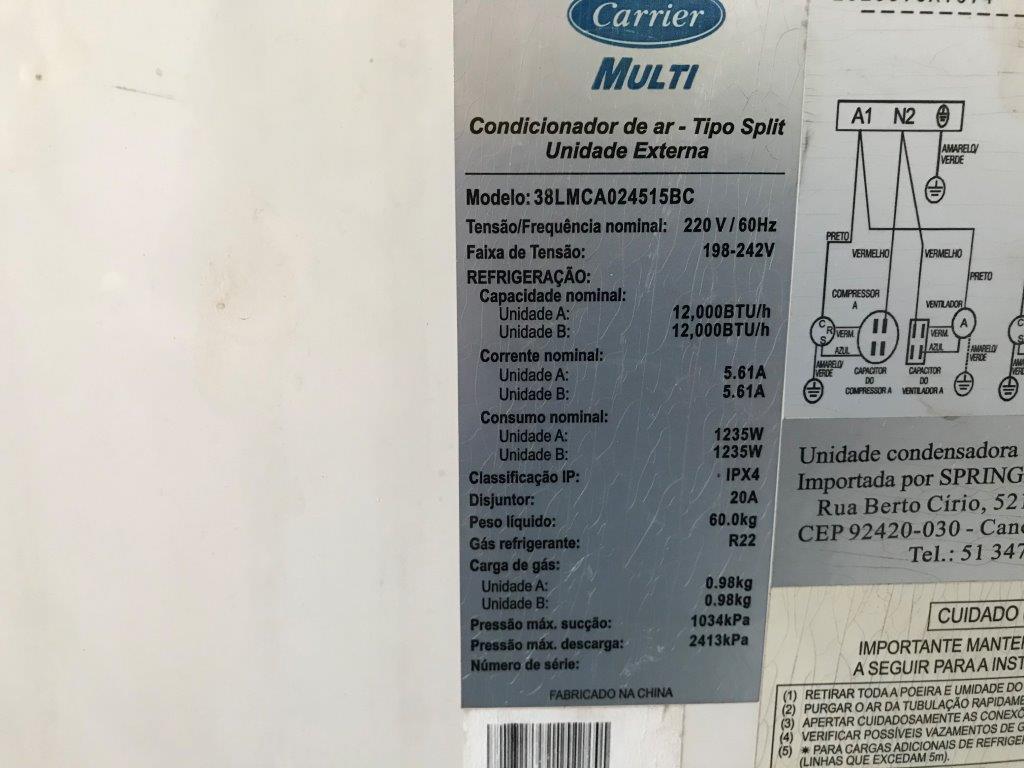 Carrier
MULTI
Condicionador de ar - Tipo Split
Unidade Externa
Modelo: 38LMCA024515BC
Tensão/Frequência nominal: 220 V / 60Hz
Faixa de Tensão: 198-242V
REFRIGERAÇÃO:
Capacidade nominal:
Unidade A: 12,000BTU/h
Unidade B: 12,000BTU/h
Corrente nominal:
Unidade A: 5.61A
Unidade B: 5.61A
Consumo nominal:
Unidade A: 1235W
Unidade B: 1235W
Classificação IP: IPX4
Disjuntor: 20A
Peso líquido: 60.0kg
Gás refrigerante: R22
Carga de gás:
Unidade A: 0.98kg
Unidade B: 0.98kg
Pressão máx. sucção: 1034kPa
Pressão máx. descarga: 2413kPa
Número de série:
FABRICADO NA CHINA
A1 N2
AMARELO/
VERDE
PRETO
VERMELHO VERMELHO
PRETO
COMPRESSOR
A
VENTILADOR
C R S VERM. VERM. A
AZUL AZUL
AMARELO/
VERDE
AMARELO/
VERDE
CAPACITOR
DO
COMPRESSOR A
CAPACITOR
DO
VENTILADOR A
Unidade condensadora
Importada por SPRING
Rua Berto Círio, 521
CEP 92420-030 - Cano
Tel.: 51 347
CUIDADO
IMPORTANTE MANTE
A SEGUIR PARA A INST
(1) RETIRAR TODA A POEIRA E UMIDADE DO
(2) PURGAR O AR DA TUBULAÇÃO RAPIDAME
(3) APERTAR CUIDADOSAMENTE AS CONEXÕ
(4) VERIFICAR POSSÍVEIS VAZAMENTOS DE G
(5) * PARA CARGAS ADICIONAIS DE REFRIGE
(LINHAS QUE EXCEDAM 5m).